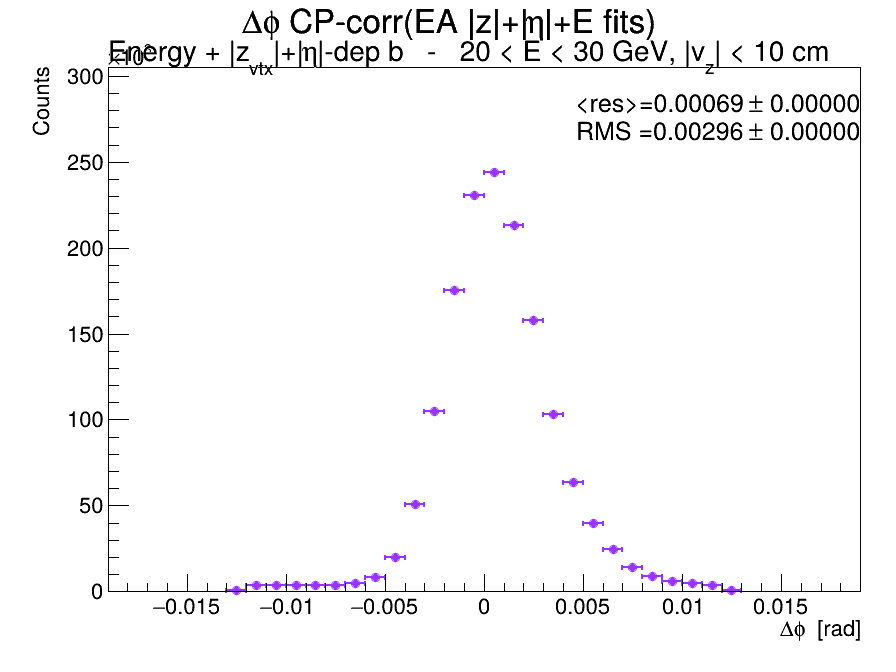 Δϕ CP-corr(EA |z|+|η|+E fits)
Energy + |z_vtx|+|η|-dep b - 20 < E < 30 GeV, |v_z| < 10 cm
Counts
<res>=0.00069 ± 0.00000
RMS =0.00296 ± 0.00000
300
250
200
150
100
50
0
−0.015 −0.01 −0.005 0 0.005 0.01 0.015
Δϕ [rad]